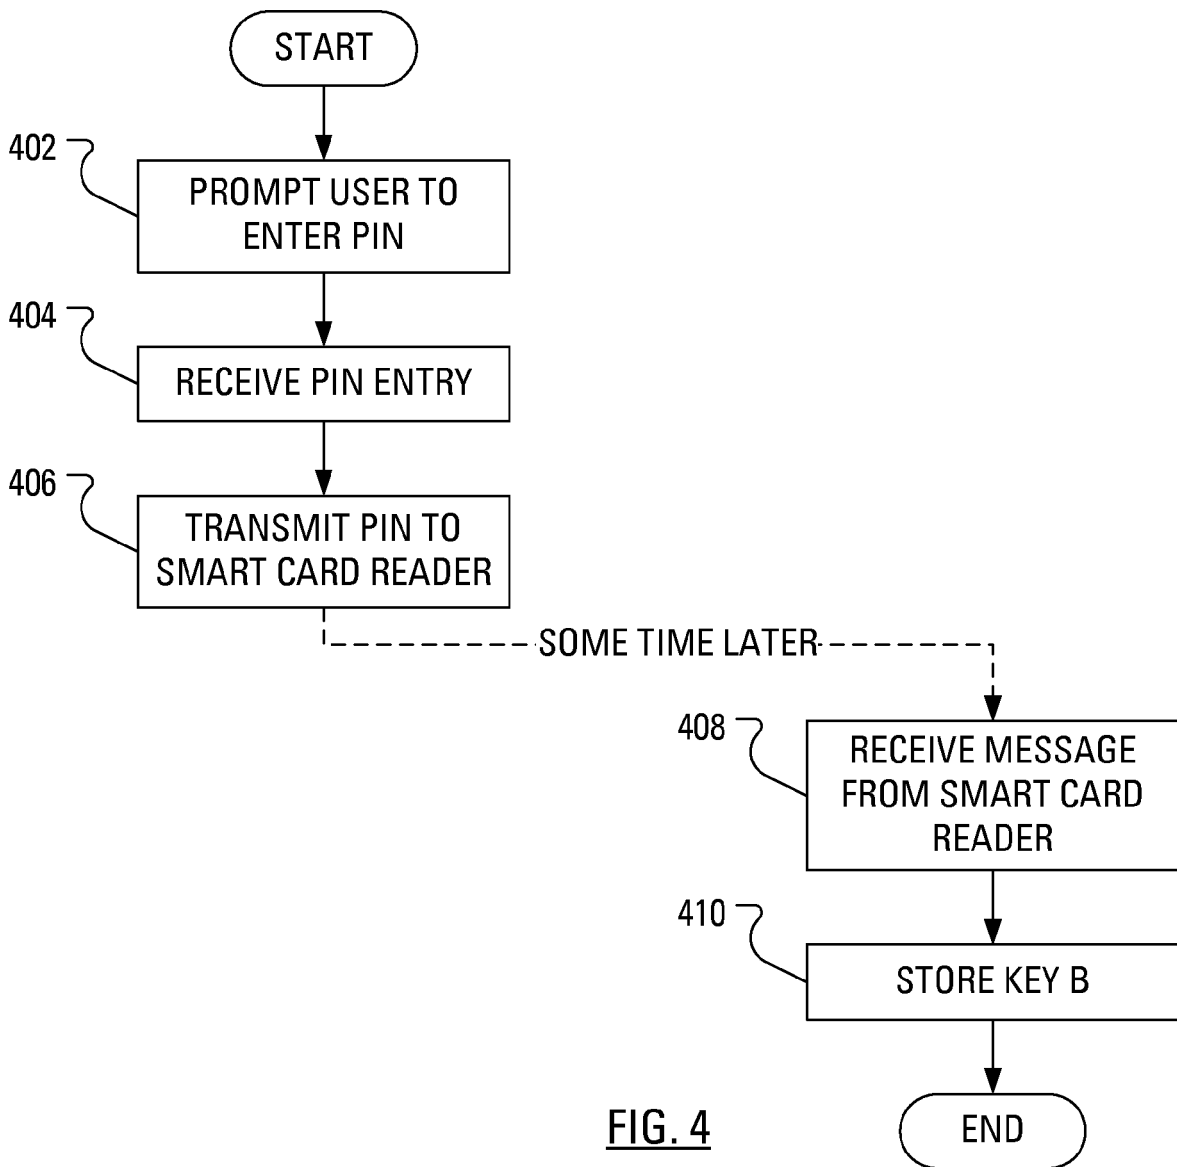 START
402
PROMPT USER TO
ENTER PIN
404
RECEIVE PIN ENTRY
406
TRANSMIT PIN TO
SMART CARD READER
SOME TIME LATER
408
RECEIVE MESSAGE
FROM SMART CARD
READER
410
STORE KEY B
END
FIG. 4